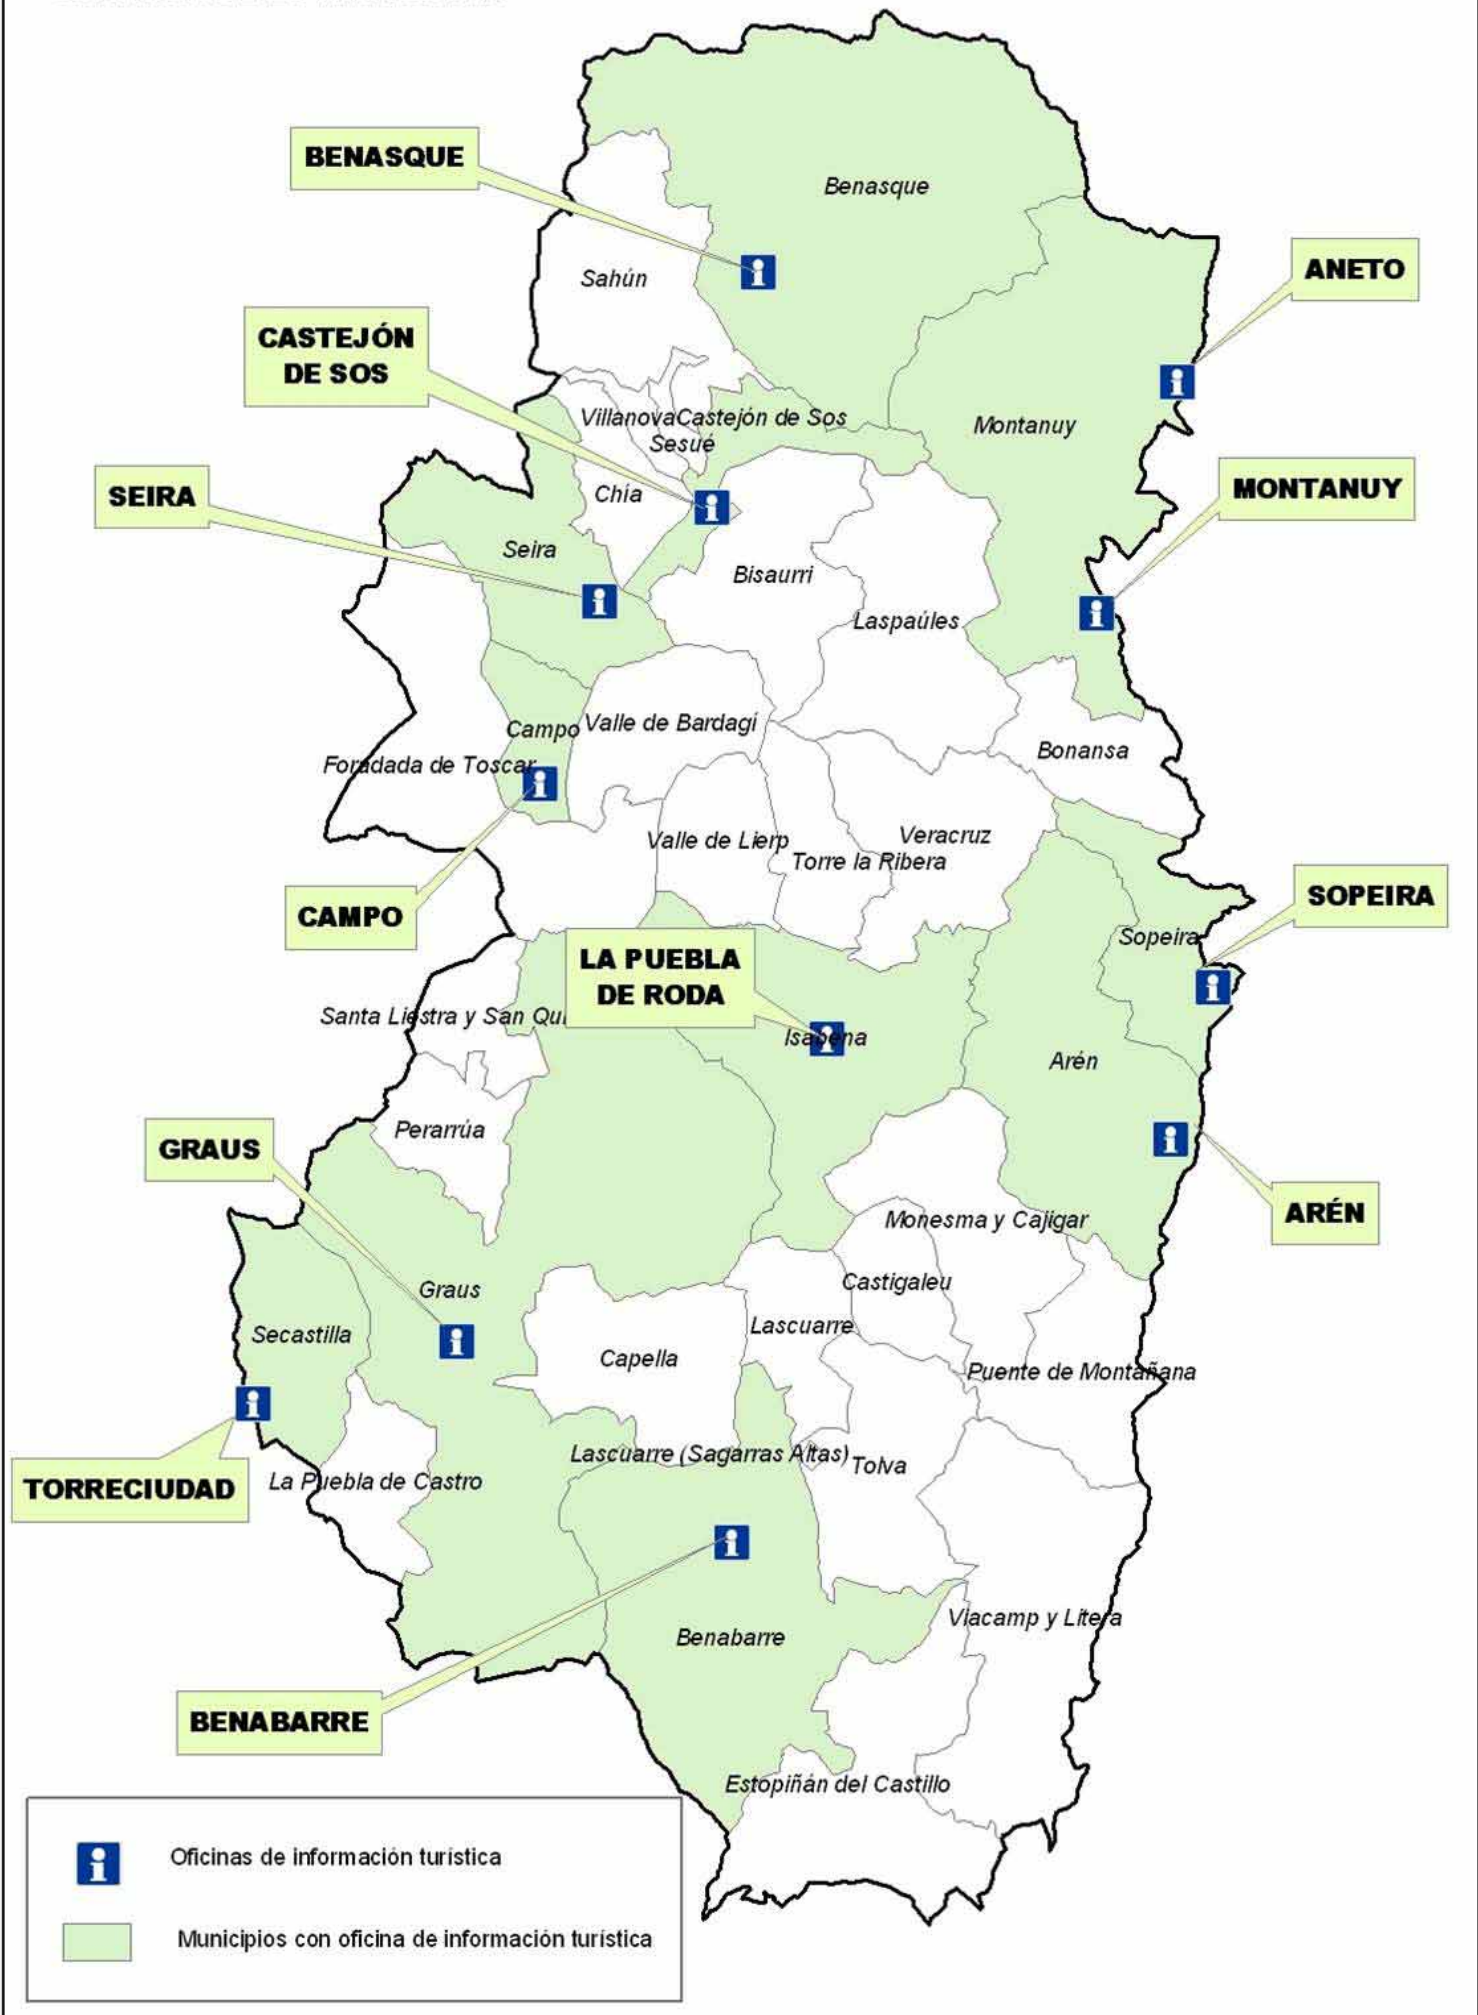 BENASQUE
Benasque
ANETO
Sahún
CASTEJÓN
DE SOS
Villanova
Castejón de Sos
Montanuy
Sesué
SEIRA
Chía
MONTANUY
Seira
Bisaurri
Laspaúles
Campo
Valle de Bardagí
Bonansa
Foradada de Toscar
Valle de Lierp
Veracruz
Torre la Ribera
CAMPO
SOPEIRA
Sopeira
LA PUEBLA
DE RODA
Santa Liestra y San Qui
Isabena
Arén
Perarrúa
GRAUS
ARÉN
Monesma y Cajigar
Castigaleu
Graus
Secastilla
Lascuarre
Capella
Puente de Montañana
Lascuarre (Sagarras Altas)
Tolva
TORRECIUDAD
La Puebla de Castro
Viacamp y Litera
Benabarre
BENABARRE
Estopiñán del Castillo
Oficinas de información turística
Municipios con oficina de información turística